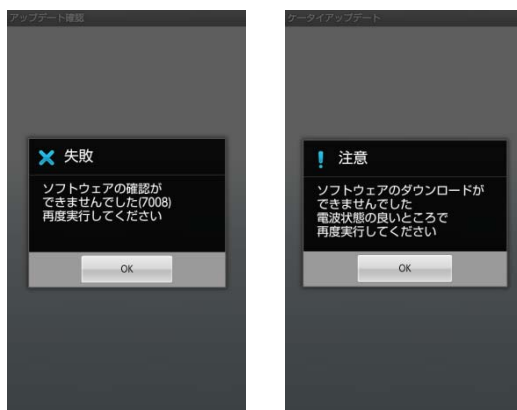 アップデート確認
失敗
ソフトウェアの確認が
できませんでした(7008)
再度実行してください
OK
ケータイアップデート
注意
ソフトウェアのダウンロードが
できませんでした
電波状態の良いところで
再度実行してください
OK